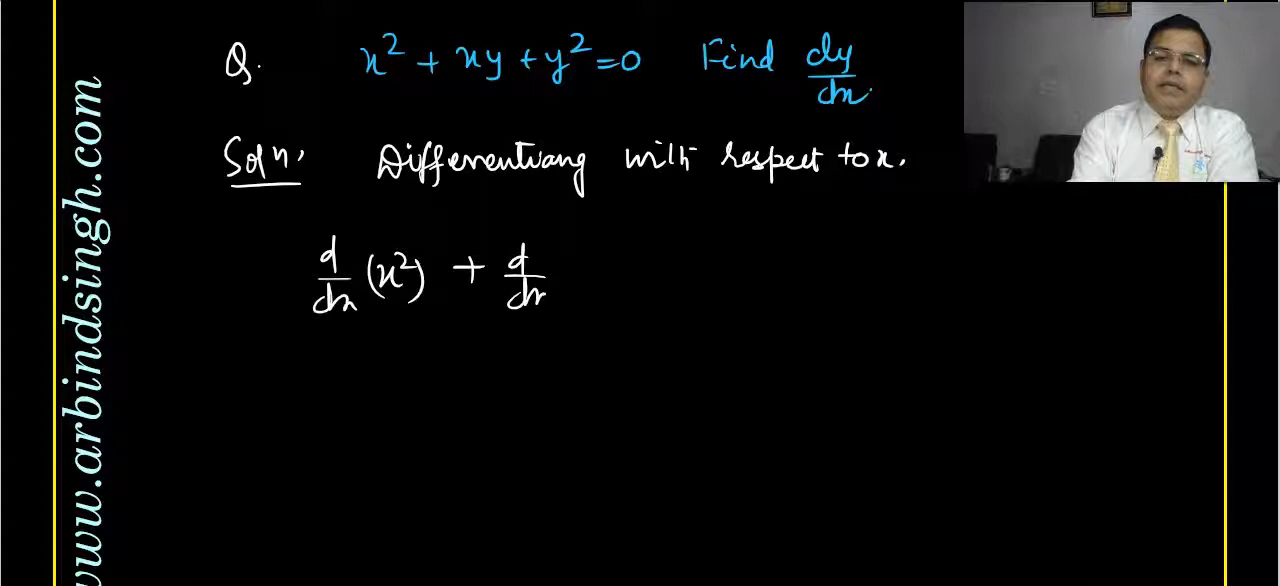 Q. x² + xy + y² = 0 Find dy/dx
Soln. Differentiang with respect to x.
d/dx (x²) + d/dx
www.arbindsingh.com